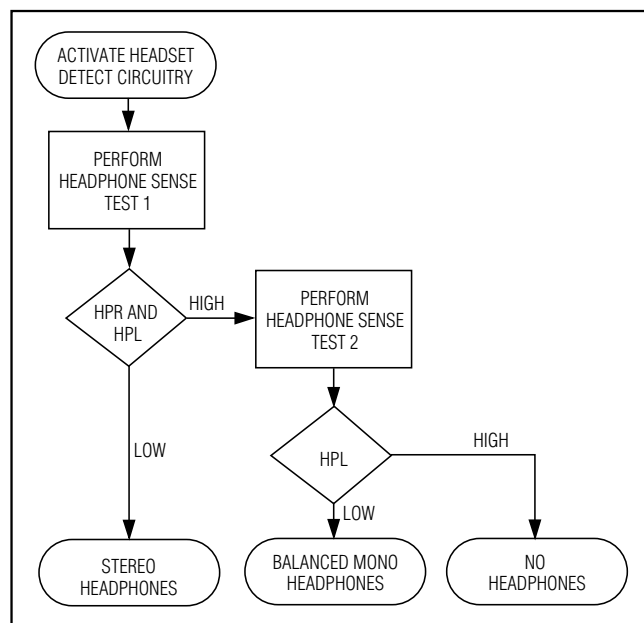 ACTIVATE HEADSET
DETECT CIRCUITRY
PERFORM
HEADPHONE SENSE
TEST 1
HPR AND
HPL
HIGH
PERFORM
HEADPHONE SENSE
TEST 2
LOW
HPL
HIGH
LOW
STEREO
HEADPHONES
BALANCED MONO
HEADPHONES
NO
HEADPHONES